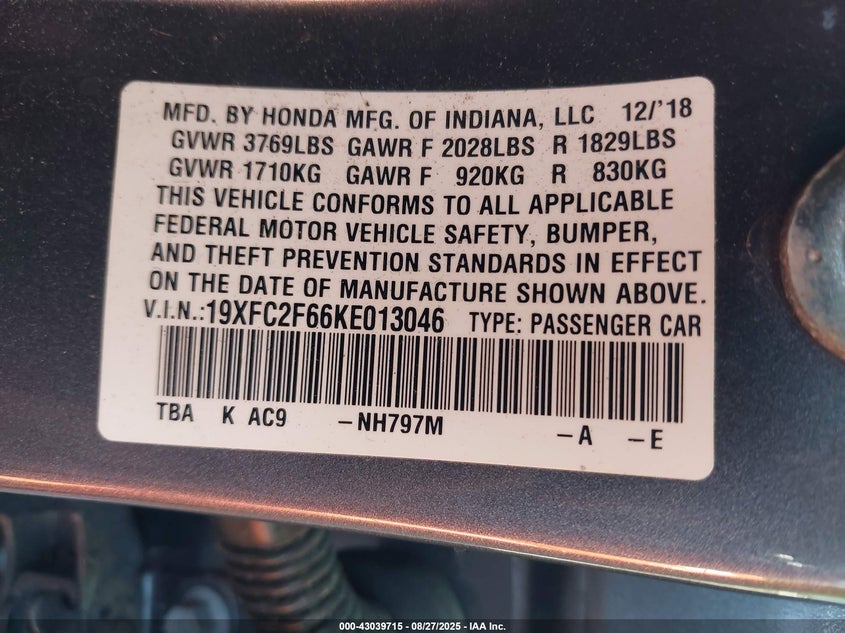 MFD. BY HONDA MFG. OF INDIANA, LLC 12/'18
GVWR 3769LBS GAWR F 2028LBS R 1829LBS
GVWR 1710KG GAWR F 920KG R 830KG
THIS VEHICLE CONFORMS TO ALL APPLICABLE
FEDERAL MOTOR VEHICLE SAFETY, BUMPER,
AND THEFT PREVENTION STANDARDS IN EFFECT
ON THE DATE OF MANUFACTURE SHOWN ABOVE.
V.I.N.:19XFC2F66KE013046 TYPE: PASSENGER CAR
TBA K AC9 -NH797M -A -E
000-43039715 - 08/27/2025 - IAA Inc.